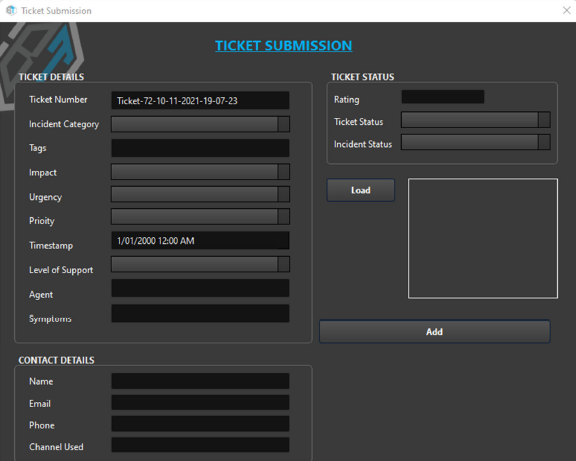 Ticket Submission
TICKET SUBMISSION
TICKET DETAILS
Ticket Number
Ticket-72-10-11-2021-19-07-23
Incident Category
Tags
Impact
Urgency
Prioity
Timestamp
1/01/2000 12:00 AM
Level of Support
Agent
Symptoms
TICKET STATUS
Rating
Ticket Status
Incident Status
Load
Add
CONTACT DETAILS
Name
Email
Phone
Channel Used